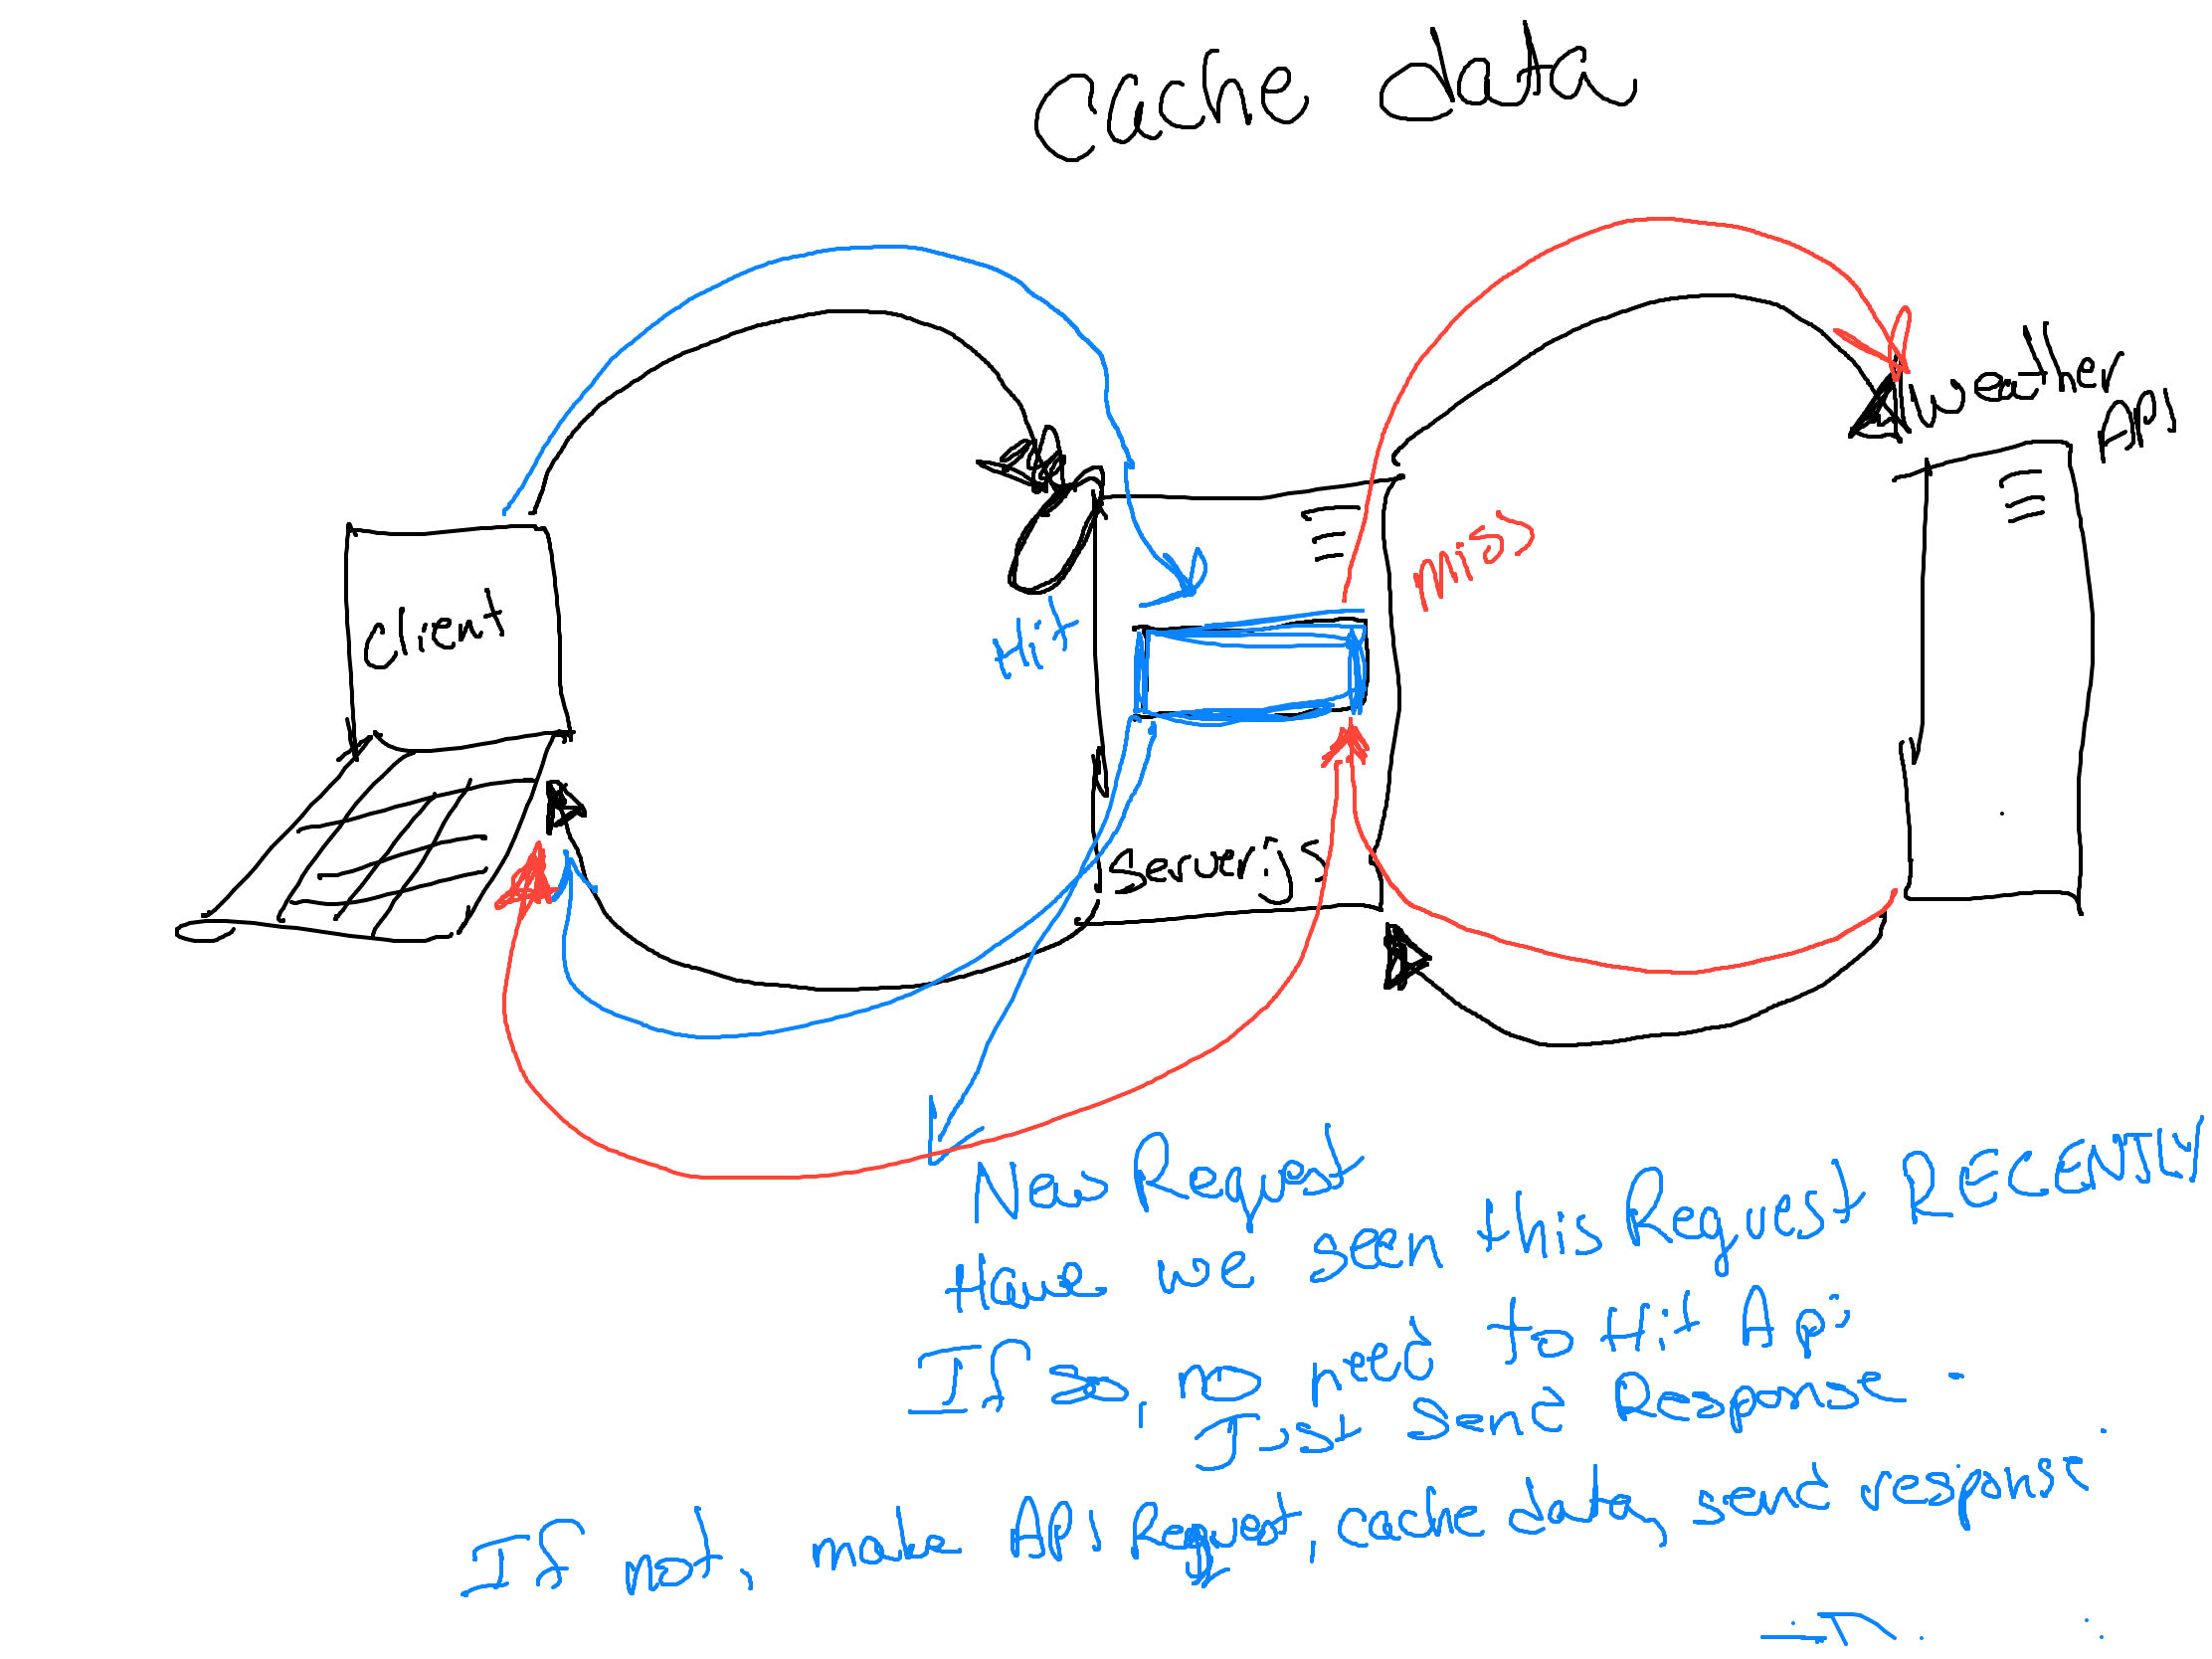 cache data
Weather
API
miss
Hit
client
server.js
New Request
Have we seen this Request RECENTLY
If so, no need to Hit Api
Just send Response
If not, make API Request, cache data, send response